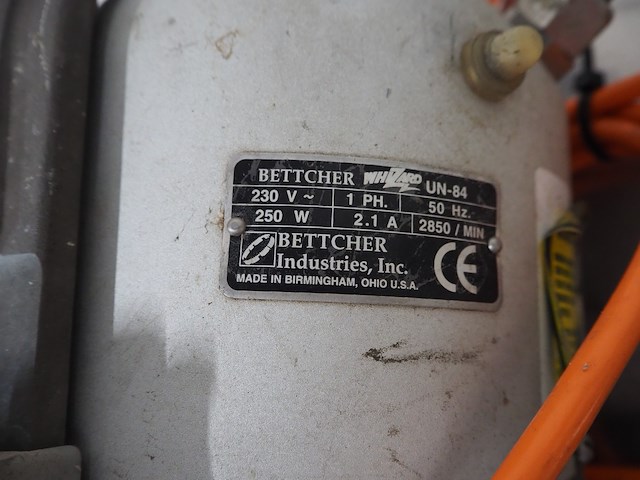 BETTCHER WHIZARD UN-84
230 V ~ 1 PH. 50 Hz.
250 W 2.1 A 2850 / MIN
BETTCHER
Industries, Inc. CE
MADE IN BIRMINGHAM, OHIO U.S.A.